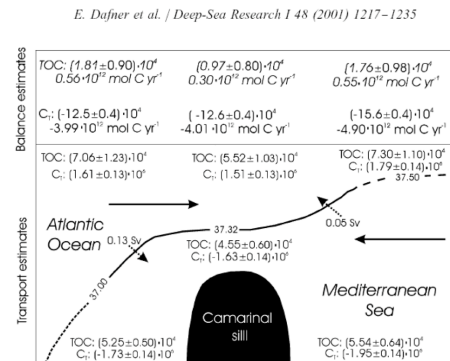 E. Dafner et al. / Deep-Sea Research I 48 (2001) 1217–1235
Balance estimates
TOC: (1.81±0.90)•10⁴
0.56•10¹² mol C yr⁻¹
(0.97±0.80)•10⁴
0.30•10¹² mol C yr⁻¹
(1.76±0.98)•10⁴
0.55•10¹² mol C yr⁻¹
Cᴛ: (-12.5±0.4)•10⁴
-3.99•10¹² mol C yr⁻¹
(-12.6±0.4)•10⁴
-4.01•10¹² mol C yr⁻¹
(-15.6±0.4)•10⁴
-4.90•10¹² mol C yr⁻¹
Transport estimates
TOC: (7.06±1.23)•10⁴
Cᴛ: (1.61±0.13)•10⁶
TOC: (5.52±1.03)•10⁴
Cᴛ: (1.51±0.13)•10⁶
TOC: (7.30±1.10)•10⁴
Cᴛ: (1.79±0.14)•10⁶
37.50
Atlantic
Ocean
0.13 Sv
37.32
0.05 Sv
TOC: (4.55±0.60)•10⁴
Cᴛ: (-1.63±0.14)•10⁶
37.00
Mediterranean
Sea
Camarinal
silll
TOC: (5.25±0.50)•10⁴
Cᴛ: (-1.73±0.14)•10⁶
TOC: (5.54±0.64)•10⁴
Cᴛ: (-1.95±0.14)•10⁶